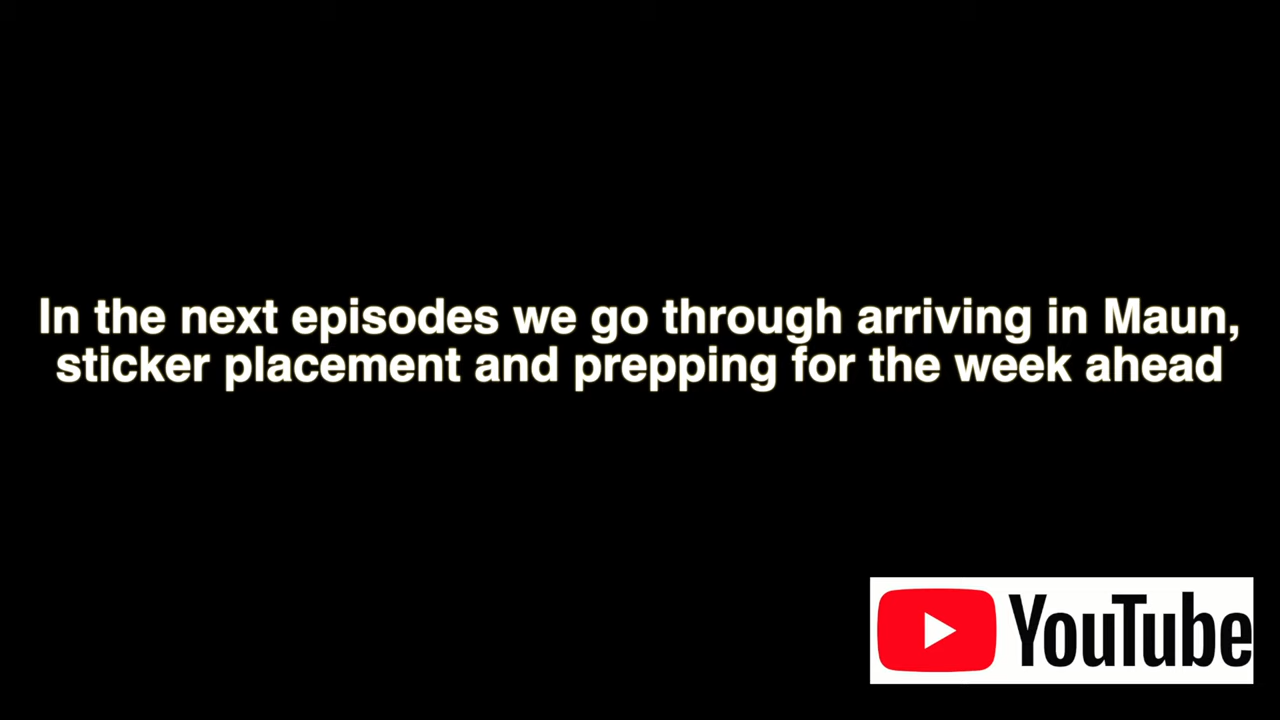 In the next episodes we go through arriving in Maun,
sticker placement and prepping for the week ahead
YouTube